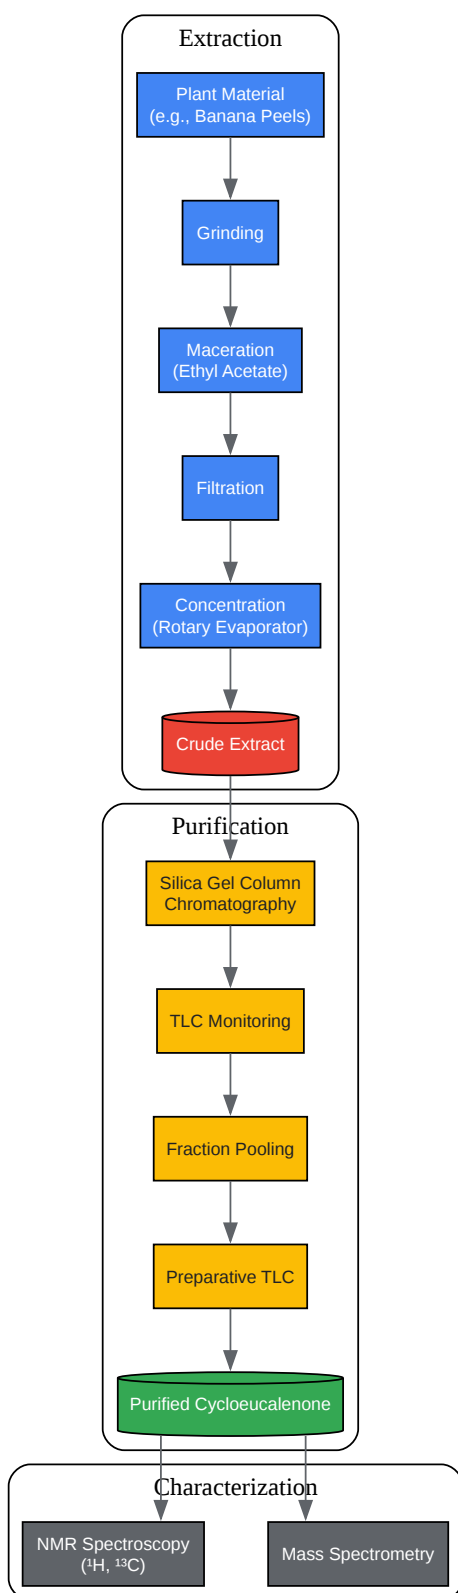 Extraction
Plant Material
(e.g., Banana Peels)
Grinding
Maceration
(Ethyl Acetate)
Filtration
Concentration
(Rotary Evaporator)
Crude Extract
Purification
Silica Gel Column
Chromatography
TLC Monitoring
Fraction Pooling
Preparative TLC
Purified Cycloeucalenone
Characterization
NMR Spectroscopy
(¹H, ¹³C)
Mass Spectrometry